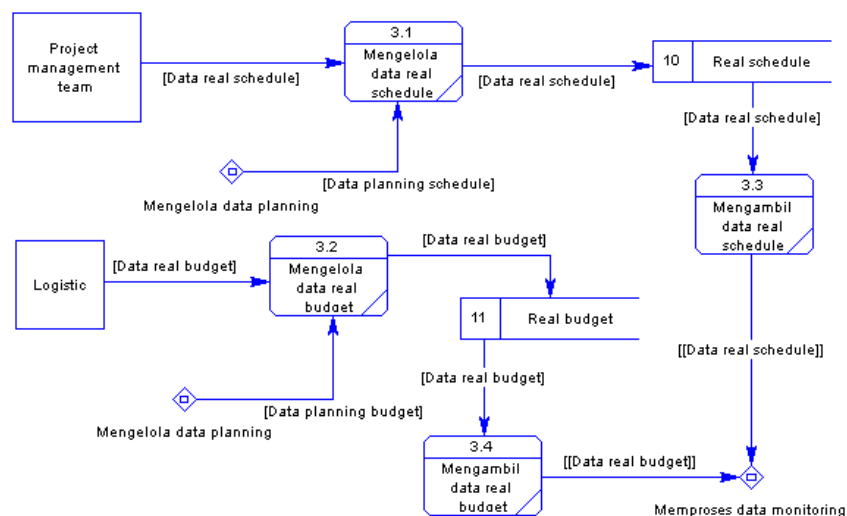 Project
management
team
[Data real schedule]
3.1
Mengelola
data real
schedule
[Data real schedule]
10
Real schedule
[Data real schedule]
[Data planning schedule]
Mengelola data planning
3.3
Mengambil
data real
schedule
Logistic
[Data real budget]
3.2
Mengelola
data real
budget
[Data real budget]
11
Real budget
[[Data real schedule]]
[Data real budget]
[Data planning budget]
Mengelola data planning
3.4
Mengambil
data real
budget
[[Data real budget]]
Memproses data monitoring